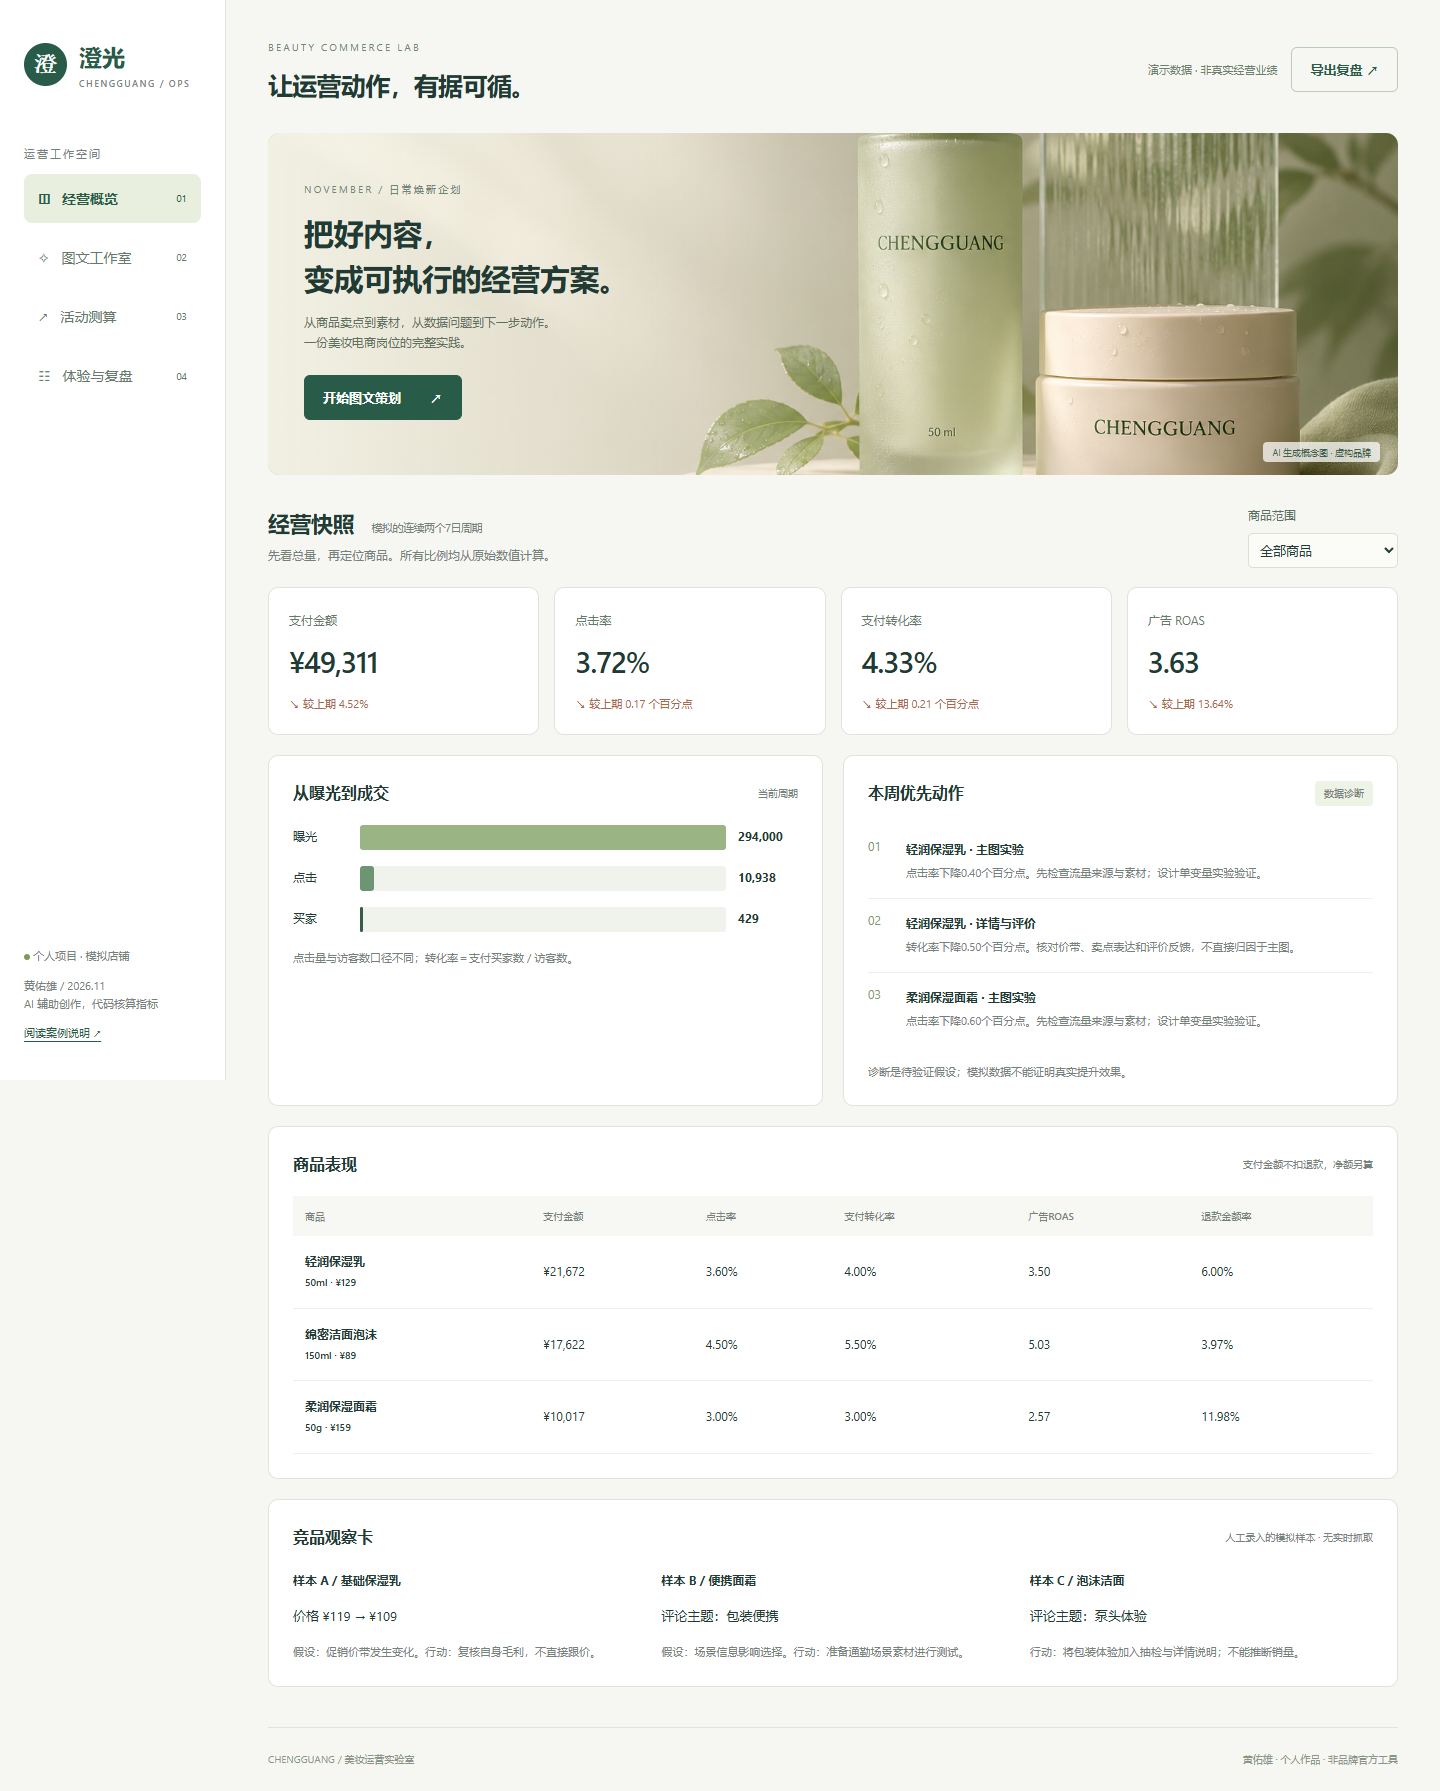 澄
澄光
CHENGGUANG / OPS
运营工作空间
经营概览 01
图文工作室 02
活动测算 03
体验与复盘 04
个人项目 · 模拟店铺
黄佑雄 / 2026.11
AI 辅助创作，代码核算指标
阅读案例说明 ↗
BEAUTY COMMERCE LAB
让运营动作，有据可循。
演示数据 · 非真实经营业绩
导出复盘 ↗
NOVEMBER / 日常焕新企划
把好内容，
变成可执行的经营方案。
从商品卖点到素材，从数据问题到下一步动作。
一份美妆电商岗位的完整实践。
开始图文策划 ↗
CHENGGUANG
50 ml
CHENGGUANG
AI 生成概念图 · 虚构品牌
经营快照 模拟的连续两个7日周期
先看总量，再定位商品。所有比例均从原始数值计算。
商品范围
全部商品
支付金额
¥49,311
↘ 较上期 4.52%
点击率
3.72%
↘ 较上期 0.17 个百分点
支付转化率
4.33%
↘ 较上期 0.21 个百分点
广告 ROAS
3.63
↘ 较上期 13.64%
从曝光到成交 当前周期
曝光 294,000
点击 10,938
买家 429
点击量与访客数口径不同；转化率＝支付买家数 / 访客数。
本周优先动作 数据诊断
01 轻润保湿乳 · 主图实验
点击率下降0.40个百分点。先检查流量来源与素材；设计单变量实验验证。
02 轻润保湿乳 · 详情与评价
转化率下降0.50个百分点。核对价带、卖点表达和评价反馈，不直接归因于主图。
03 柔润保湿面霜 · 主图实验
点击率下降0.60个百分点。先检查流量来源与素材；设计单变量实验验证。
诊断是待验证假设；模拟数据不能证明真实提升效果。
商品表现 支付金额不扣退款，净额另算
商品 支付金额 点击率 支付转化率 广告ROAS 退款金额率
轻润保湿乳
50ml · ¥129
¥21,672 3.60% 4.00% 3.50 6.00%
绵密洁面泡沫
150ml · ¥89
¥17,622 4.50% 5.50% 5.03 3.97%
柔润保湿面霜
50g · ¥159
¥10,017 3.00% 3.00% 2.57 11.98%
竞品观察卡 人工录入的模拟样本 · 无实时抓取
样本 A / 基础保湿乳
价格 ¥119 → ¥109
假设：促销价带发生变化。行动：复核自身毛利，不直接跟价。
样本 B / 便携面霜
评论主题：包装便携
假设：场景信息影响选择。行动：准备通勤场景素材进行测试。
样本 C / 泡沫洁面
评论主题：泵头体验
行动：将包装体验加入抽检与详情说明；不能推断销量。
CHENGGUANG / 美妆运营实验室
黄佑雄 · 个人作品 · 非品牌官方工具